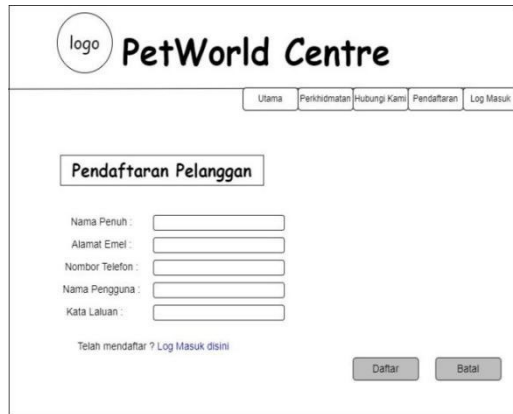 logo
PetWorld Centre
Utama Perkhidmatan Hubungi Kami Pendaftaran Log Masuk
Pendaftaran Pelanggan
Nama Penuh :
Alamat Emel :
Nombor Telefon :
Nama Pengguna :
Kata Laluan :
Telah mendaftar ? Log Masuk disini
Daftar Batal